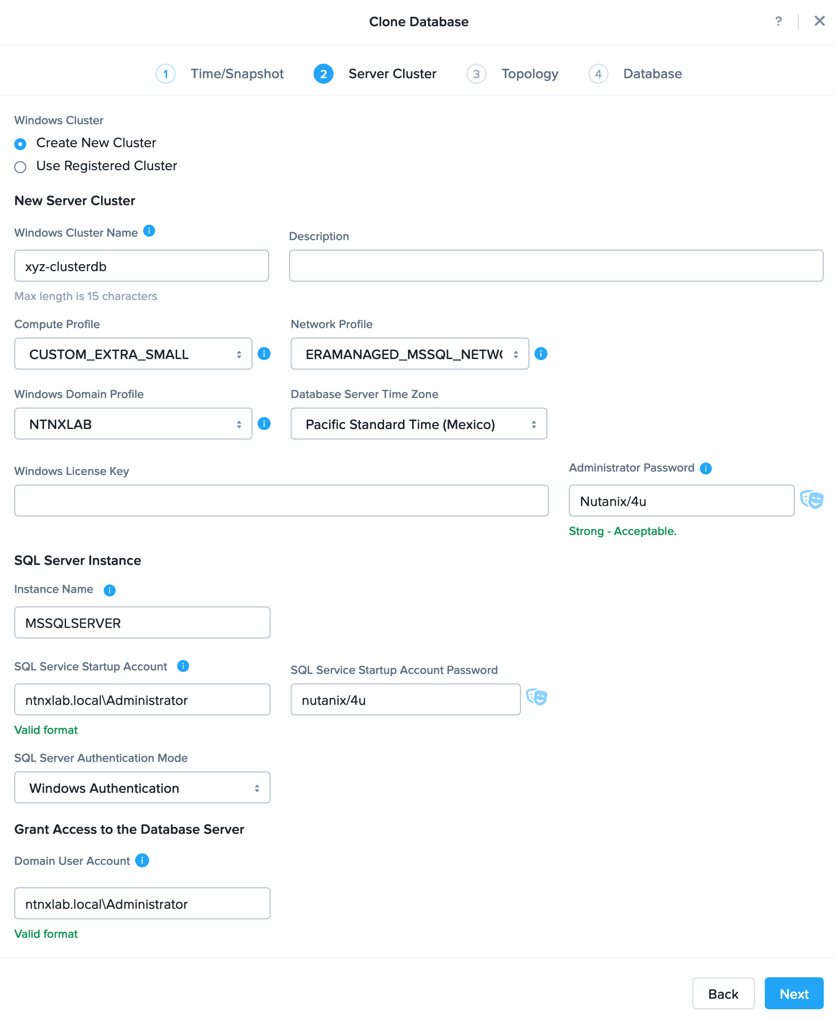 Clone Database
?
1 Time/Snapshot 2 Server Cluster 3 Topology 4 Database
Windows Cluster
Create New Cluster
Use Registered Cluster
New Server Cluster
Windows Cluster Name
Description
xyz-clusterdb
Max length is 15 characters
Compute Profile
Network Profile
CUSTOM_EXTRA_SMALL
ERAMANAGED_MSSQL_NETW
Windows Domain Profile
Database Server Time Zone
NTNXLAB
Pacific Standard Time (Mexico)
Windows License Key
Administrator Password
Nutanix/4u
Strong - Acceptable.
SQL Server Instance
Instance Name
MSSQLSERVER
SQL Service Startup Account
SQL Service Startup Account Password
ntnxlab.local\Administrator
nutanix/4u
Valid format
SQL Server Authentication Mode
Windows Authentication
Grant Access to the Database Server
Domain User Account
ntnxlab.local\Administrator
Valid format
Back
Next